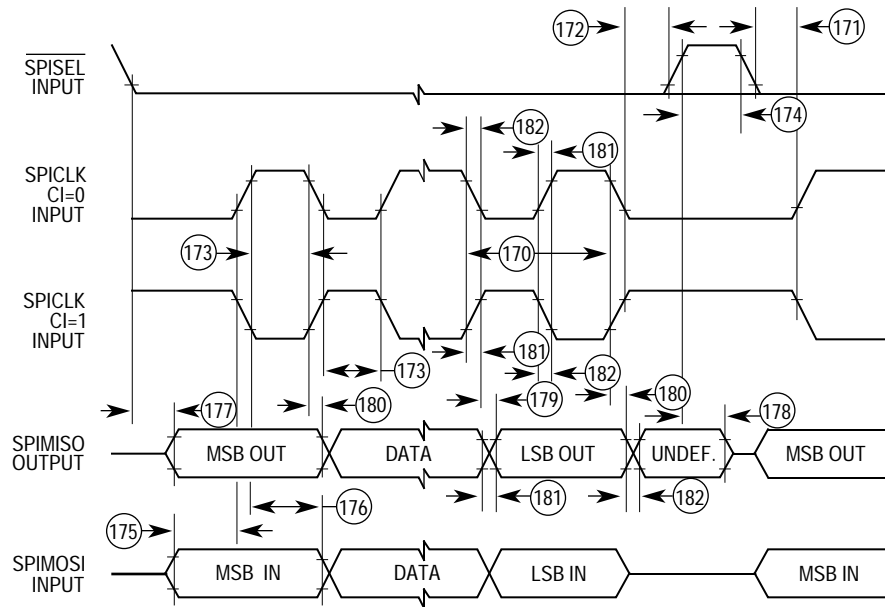 172
171
SPISEL
INPUT
174
182
181
SPICLK
CI=0
INPUT
173
170
SPICLK
CI=1
INPUT
181
173
182
179
177
180
180
178
SPIMISO
OUTPUT
MSB OUT
DATA
LSB OUT
UNDEF.
MSB OUT
181
182
176
175
SPIMOSI
INPUT
MSB IN
DATA
LSB IN
MSB IN